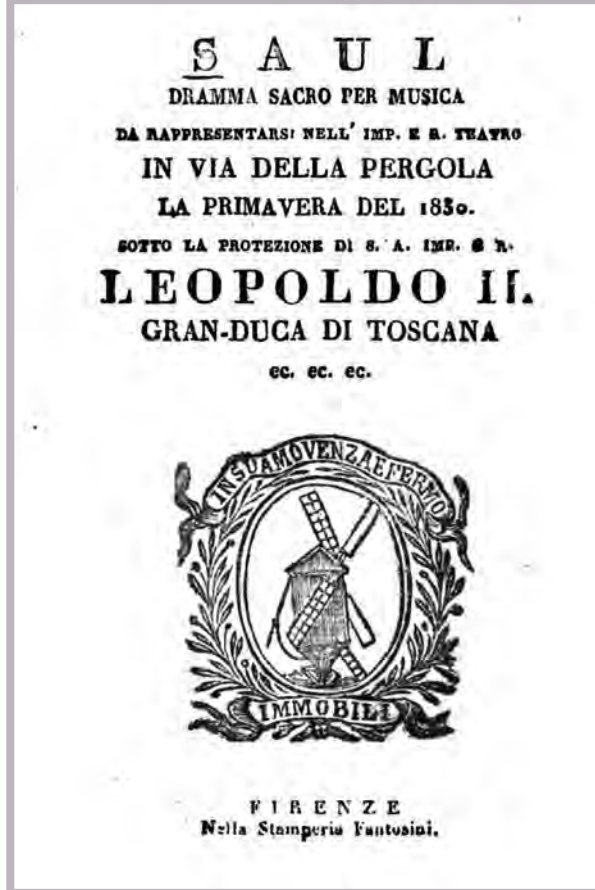 S A U L
DRAMMA SACRO PER MUSICA
DA RAPPRESENTARSI NELL' IMP. E R. TEATRO
IN VIA DELLA PERGOLA
LA PRIMAVERA DEL 1830.
SOTTO LA PROTEZIONE DI S. A. IMP. E R.
LEOPOLDO II.
GRAN-DUCA DI TOSCANA
ec. ec. ec.
IN SUA MOVENZA E FERMO
IMMOBILI
FIRENZE
Nella Stamperia Fantosini.